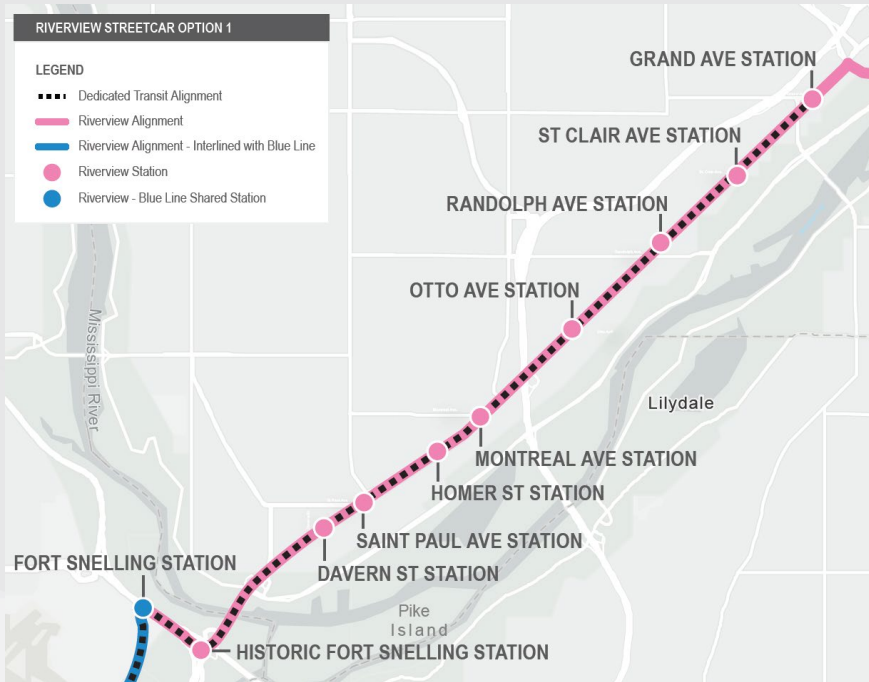 RIVERVIEW STREETCAR OPTION 1
LEGEND
Dedicated Transit Alignment
Riverview Alignment
Riverview Alignment - Interlined with Blue Line
Riverview Station
Riverview - Blue Line Shared Station
GRAND AVE STATION
ST CLAIR AVE STATION
RANDOLPH AVE STATION
OTTO AVE STATION
Mississippi River
Lilydale
MONTREAL AVE STATION
HOMER ST STATION
SAINT PAUL AVE STATION
FORT SNELLING STATION
DAVERN ST STATION
Pike
Island
HISTORIC FORT SNELLING STATION